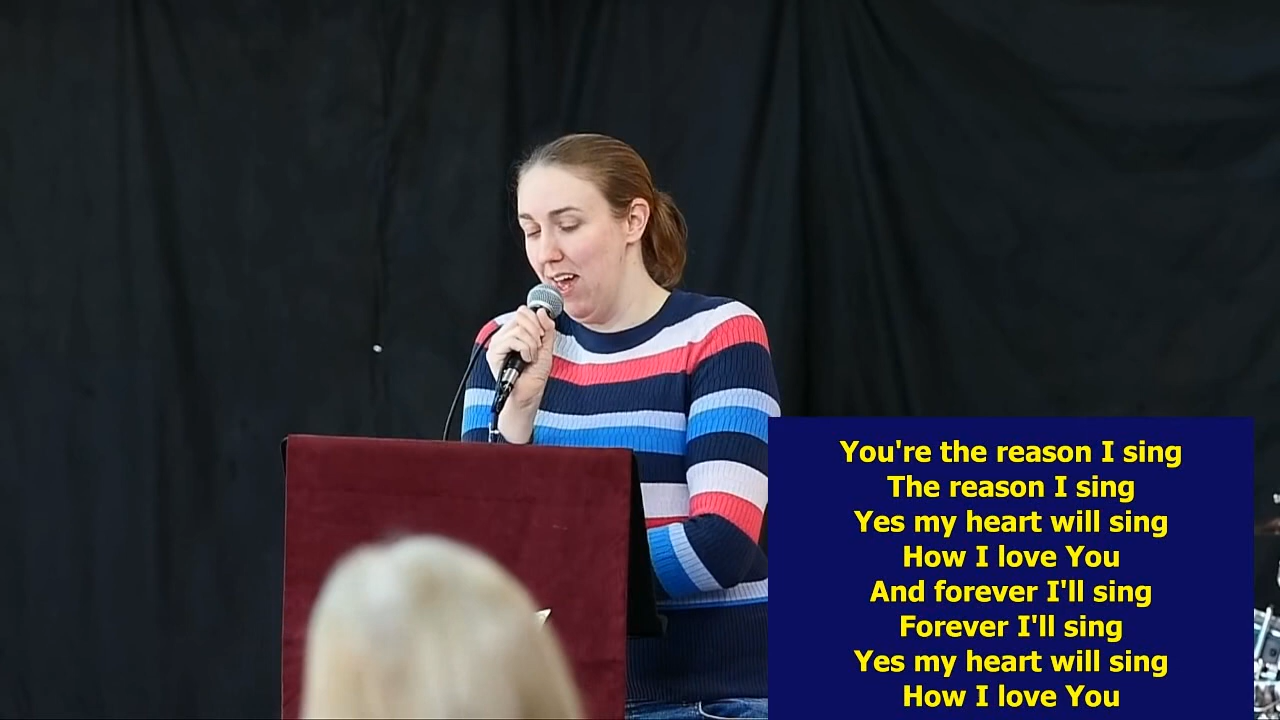 You're the reason I sing
The reason I sing
Yes my heart will sing
How I love You
And forever I'll sing
Forever I'll sing
Yes my heart will sing
How I love You